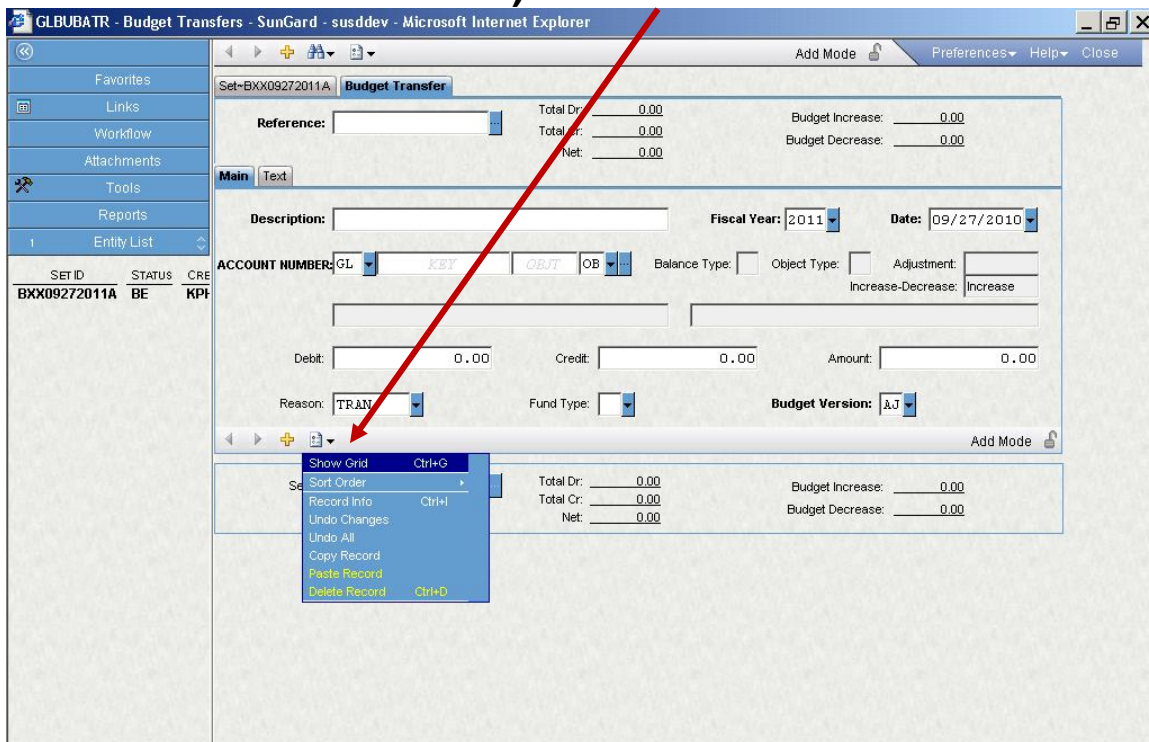 GLBUBATR - Budget Transfers - SunGard - susddev - Microsoft Internet Explorer
Add Mode Preferences Help Close
Favorites
Links
Workflow
Attachments
Tools
Reports
1 Entity List
SET ID STATUS CRE
BXX09272011A BE
Set~BXX09272011A Budget Transfer
Reference: Total Dr: 0.00 Budget Increase: 0.00
Total Cr: 0.00 Budget Decrease: 0.00
Net: 0.00
Main Text
Description: Fiscal Year: 2011 Date: 09/27/2010
ACCOUNT NUMBER: GL KEY OBJT OB Balance Type: Object Type: Adjustment:
Increase-Decrease: Increase
Debit: 0.00 Credit: 0.00 Amount: 0.00
Reason: TRAN Fund Type: Budget Version: AJ
Add Mode
Show Grid Ctrl+G
Sort Order
Record Info Ctrl+I
Undo Changes
Undo All
Copy Record
Paste Record
Delete Record Ctrl+D
Se Total Dr: 0.00 Budget Increase: 0.00
Total Cr: 0.00 Budget Decrease: 0.00
Net: 0.00